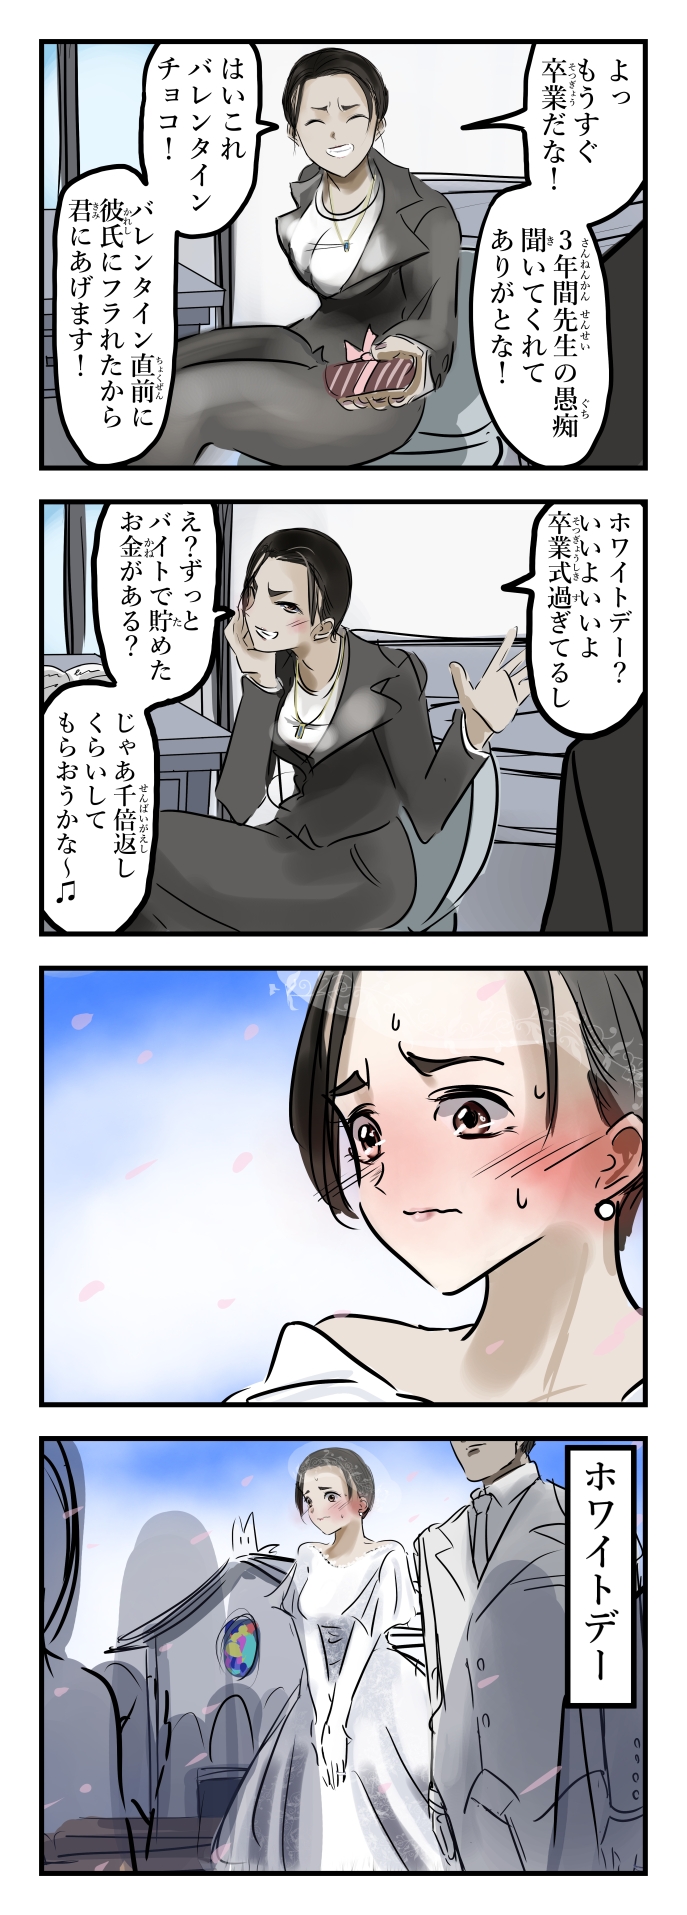 よっ
もうすぐ
卒業だな！
３年間先生の愚痴
聞いてくれて
ありがとな！
はいこれ
バレンタイン
チョコ！
バレンタイン直前に
彼氏にフラれたから
君にあげます！
ホワイトデー？
いいよいいよ
卒業式過ぎてるし
え？ずっと
バイトで貯めた
お金がある？
じゃあ千倍返し
くらいして
もらおうかな～♫
ホワイトデー